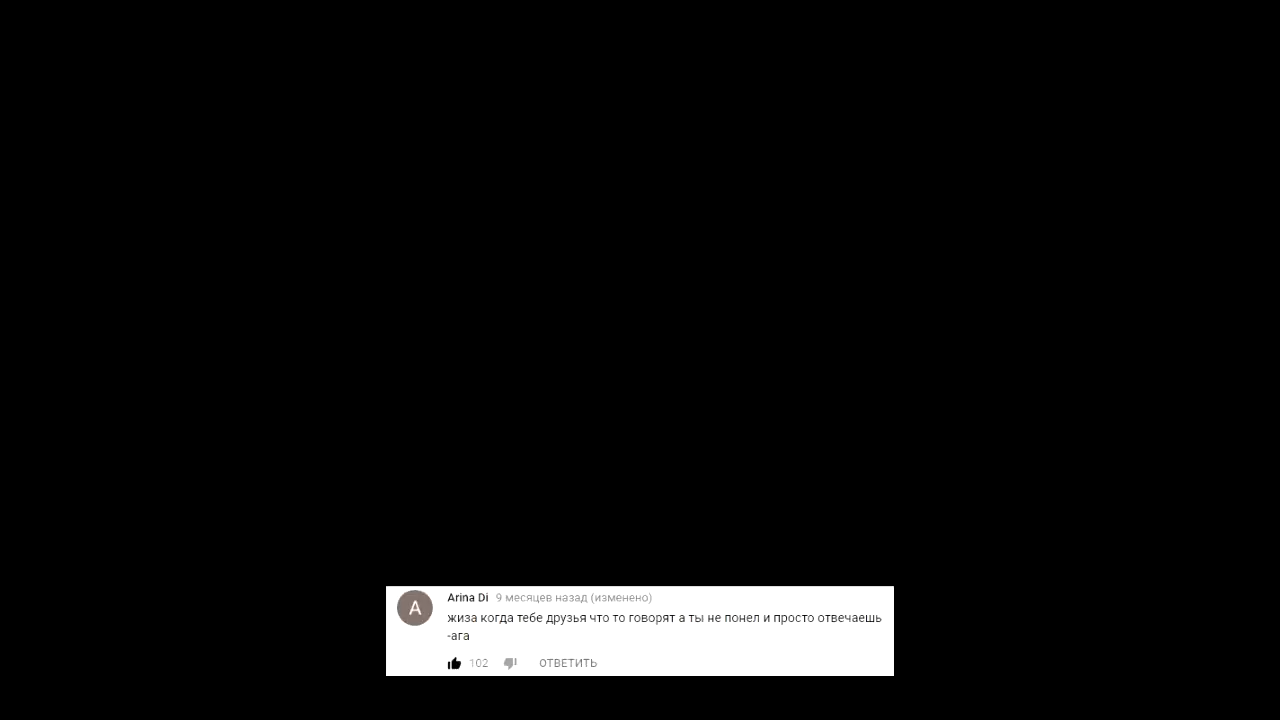 A
Arina Di 9 месяцев назад (изменено)
жиза когда тебе друзья что то говорят а ты не понел и просто отвечаешь
-ага
102 ОТВЕТИТЬ